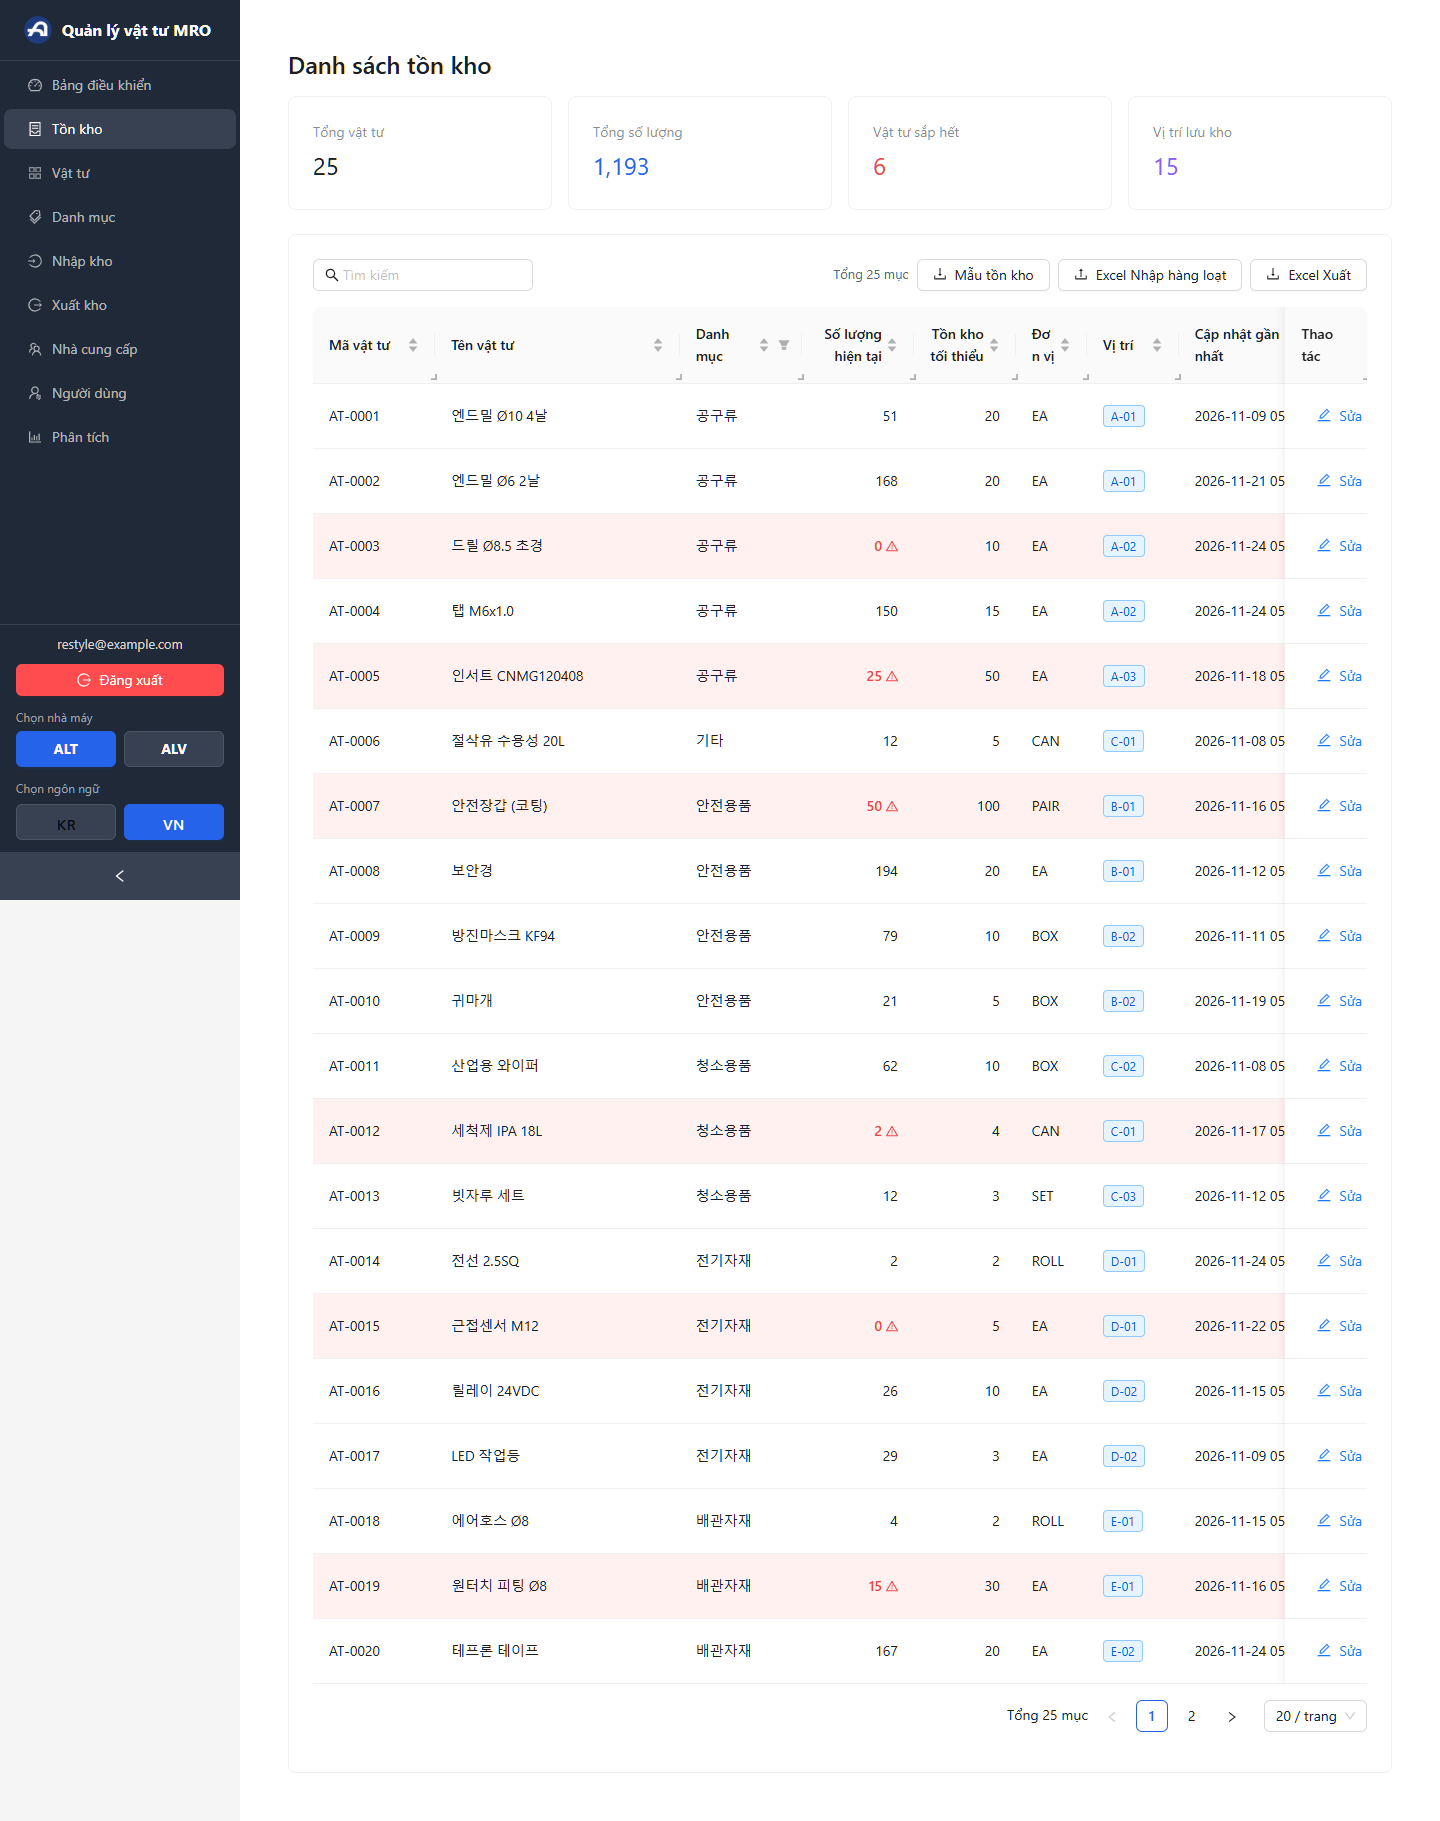 Quản lý vật tư MRO
Bảng điều khiển
Tồn kho
Vật tư
Danh mục
Nhập kho
Xuất kho
Nhà cung cấp
Người dùng
Phân tích
restyle@example.com
Đăng xuất
Chọn nhà máy
ALT ALV
Chọn ngôn ngữ
KR VN
Danh sách tồn kho
Tổng vật tư
25
Tổng số lượng
1,193
Vật tư sắp hết
6
Vị trí lưu kho
15
Tìm kiếm
Tổng 25 mục Mẫu tồn kho Excel Nhập hàng loạt Excel Xuất
Mã vật tư Tên vật tư Danh mục Số lượng hiện tại Tồn kho tối thiểu Đơn vị Vị trí Cập nhật gần nhất Thao tác
AT-0001 엔드밀 Ø10 4날 공구류 51 20 EA A-01 2026-11-09 05 Sửa
AT-0002 엔드밀 Ø6 2날 공구류 168 20 EA A-01 2026-11-21 05 Sửa
AT-0003 드릴 Ø8.5 초경 공구류 0 10 EA A-02 2026-11-24 05 Sửa
AT-0004 탭 M6x1.0 공구류 150 15 EA A-02 2026-11-24 05 Sửa
AT-0005 인서트 CNMG120408 공구류 25 50 EA A-03 2026-11-18 05 Sửa
AT-0006 절삭유 수용성 20L 기타 12 5 CAN C-01 2026-11-08 05 Sửa
AT-0007 안전장갑 (코팅) 안전용품 50 100 PAIR B-01 2026-11-16 05 Sửa
AT-0008 보안경 안전용품 194 20 EA B-01 2026-11-12 05 Sửa
AT-0009 방진마스크 KF94 안전용품 79 10 BOX B-02 2026-11-11 05 Sửa
AT-0010 귀마개 안전용품 21 5 BOX B-02 2026-11-19 05 Sửa
AT-0011 산업용 와이퍼 청소용품 62 10 BOX C-02 2026-11-08 05 Sửa
AT-0012 세척제 IPA 18L 청소용품 2 4 CAN C-01 2026-11-17 05 Sửa
AT-0013 빗자루 세트 청소용품 12 3 SET C-03 2026-11-12 05 Sửa
AT-0014 전선 2.5SQ 전기자재 2 2 ROLL D-01 2026-11-24 05 Sửa
AT-0015 근접센서 M12 전기자재 0 5 EA D-01 2026-11-22 05 Sửa
AT-0016 릴레이 24VDC 전기자재 26 10 EA D-02 2026-11-15 05 Sửa
AT-0017 LED 작업등 전기자재 29 3 EA D-02 2026-11-09 05 Sửa
AT-0018 에어호스 Ø8 배관자재 4 2 ROLL E-01 2026-11-15 05 Sửa
AT-0019 원터치 피팅 Ø8 배관자재 15 30 EA E-01 2026-11-16 05 Sửa
AT-0020 테프론 테이프 배관자재 167 20 EA E-02 2026-11-24 05 Sửa
Tổng 25 mục 1 2 20 / trang